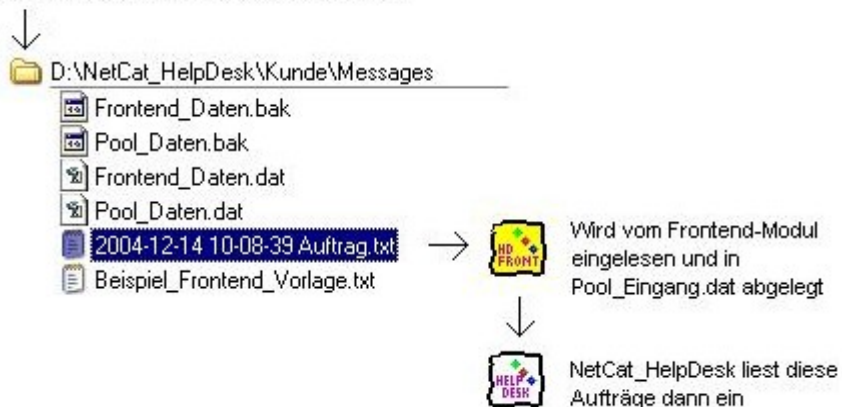 D:\NetCat_HelpDesk\Kunde\Messages
Frontend_Daten.bak
Pool_Daten.bak
Frontend_Daten.dat
Pool_Daten.dat
2004-12-14 10-08-39 Auftrag.txt
Beispiel_Frontend_Vorlage.txt
HD
FRONT
Wird vom Frontend-Modul
eingelesen und in
Pool_Eingang.dat abgelegt
HELP
DESK
NetCat_HelpDesk liest diese
Aufträge dann ein